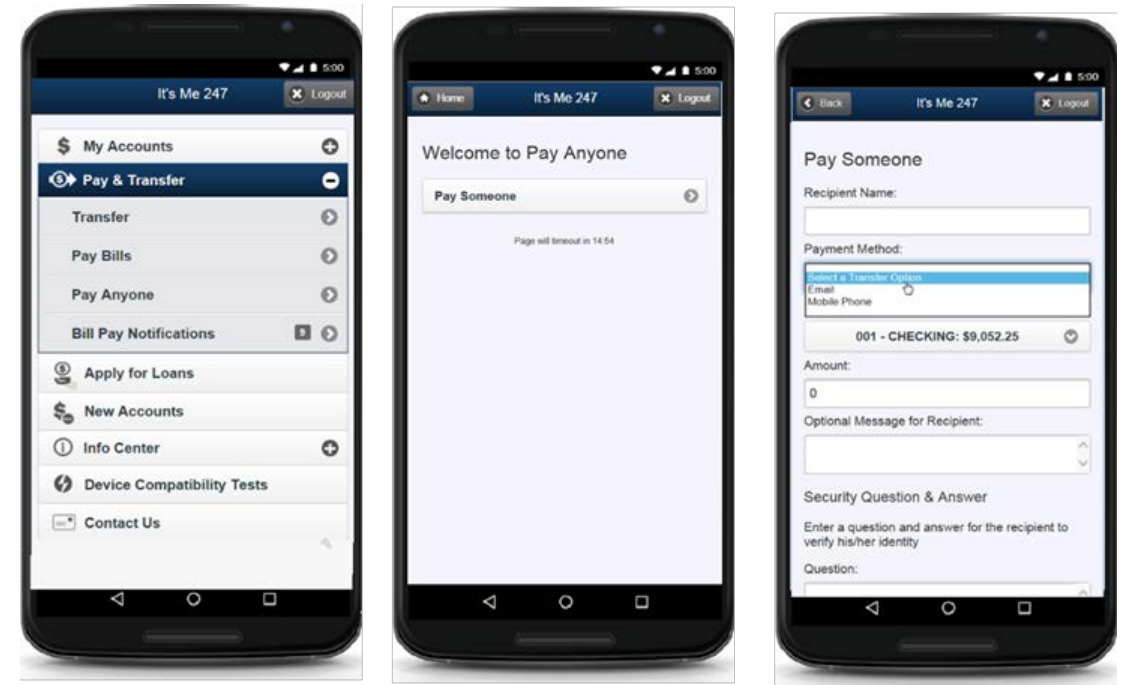 5:00
It's Me 247
Logout
My Accounts
Pay & Transfer
Transfer
Pay Bills
Pay Anyone
Bill Pay Notifications
Apply for Loans
New Accounts
Info Center
Device Compatibility Tests
Contact Us
5:00
Home
It's Me 247
Logout
Welcome to Pay Anyone
Pay Someone
Page will timeout in 14:54
5:00
Back
It's Me 247
Logout
Pay Someone
Recipient Name:
Payment Method:
Select a Transfer Option
Email
Mobile Phone
001 - CHECKING: $9,052.25
Amount:
0
Optional Message for Recipient:
Security Question & Answer
Enter a question and answer for the recipient to
verify his/her identity
Question: